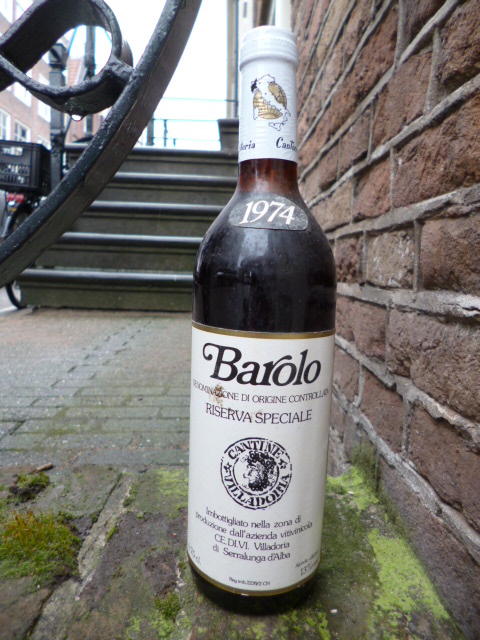 1974
Barolo
DENOMINAZIONE DI ORIGINE CONTROLLATA
RISERVA SPECIALE
CANTINE
VILLADORIA
Imbottigliato nella zona di
produzione dall'azienda vitivinicola
CE.DI.VI. Villadoria
di Serralunga d'Alba